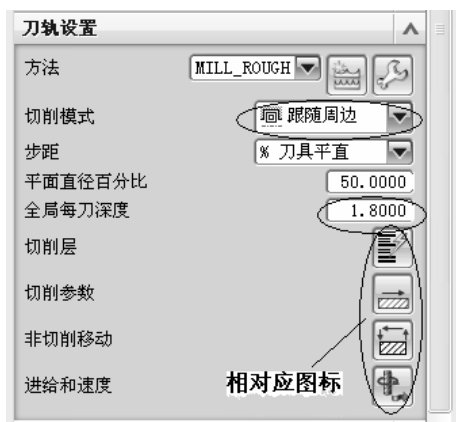 刀轨设置
方法 MILL_ROUGH
切削模式 跟随周边
步距 % 刀具平直
平面直径百分比 50.0000
全局每刀深度 1.8000
切削层
切削参数
非切削移动
进给和速度 相对应图标